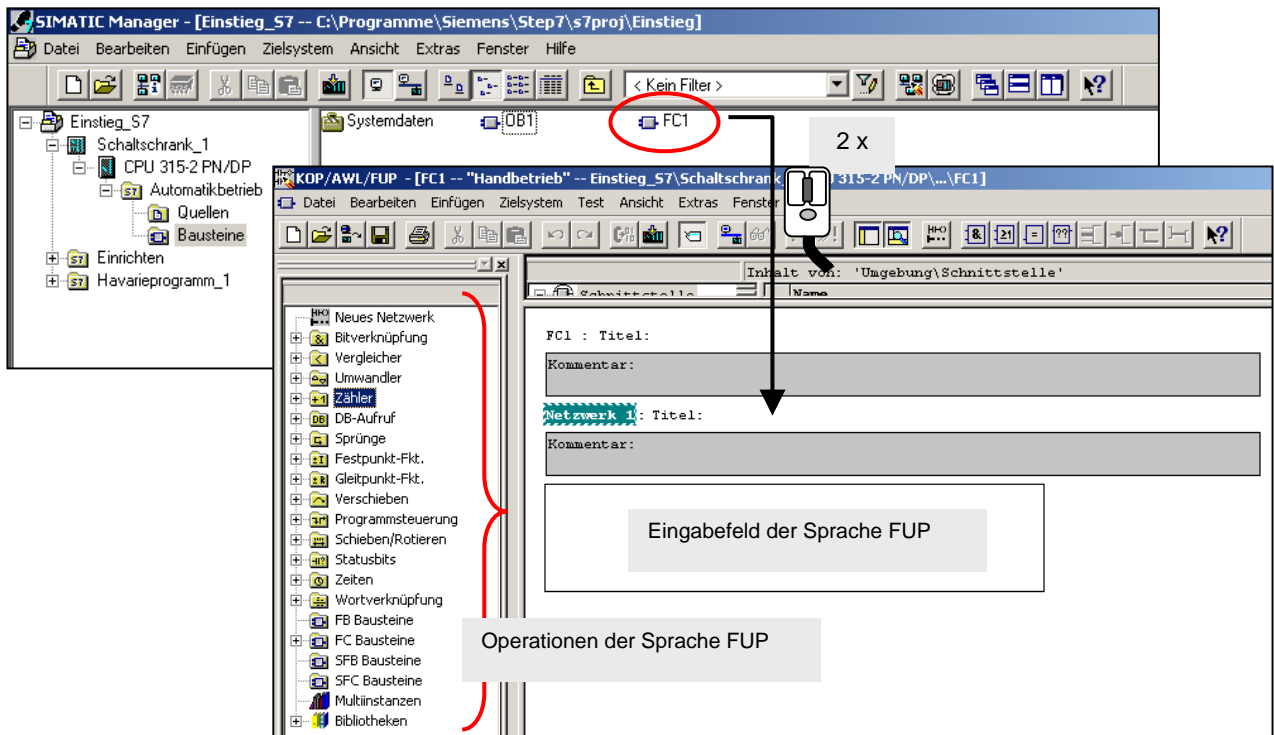 SIMATIC Manager - [Einstieg_S7 -- C:\Programme\Siemens\Step7\s7proj\Einstieg]
Datei Bearbeiten Einfügen Zielsystem Ansicht Extras Fenster Hilfe
< Kein Filter >
Einstieg_S7
Schaltschrank_1
CPU 315-2 PN/DP
Automatikbetrieb
Quellen
Bausteine
Einrichten
Havarieprogramm_1
Systemdaten OB1 FC1
2 x
KOP/AWL/FUP - [FC1 -- "Handbetrieb" -- Einstieg_S7\Schaltschrank_ 315-2 PN/DP\...\FC1]
Datei Bearbeiten Einfügen Zielsystem Test Ansicht Extras Fenster
Inhalt von: 'Umgebung\Schnittstelle'
Schnittstelle Name
Neues Netzwerk
Bitverknüpfung
Vergleicher
Umwandler
Zähler
DB-Aufruf
Sprünge
Festpunkt-Fkt.
Gleitpunkt-Fkt.
Verschieben
Programmsteuerung
Schieben/Rotieren
Statusbits
Zeiten
Wortverknüpfung
FB Bausteine
FC Bausteine
SFB Bausteine
SFC Bausteine
Multiinstanzen
Bibliotheken
FC1 : Titel:
Kommentar:
Netzwerk 1: Titel:
Kommentar:
Eingabefeld der Sprache FUP
Operationen der Sprache FUP